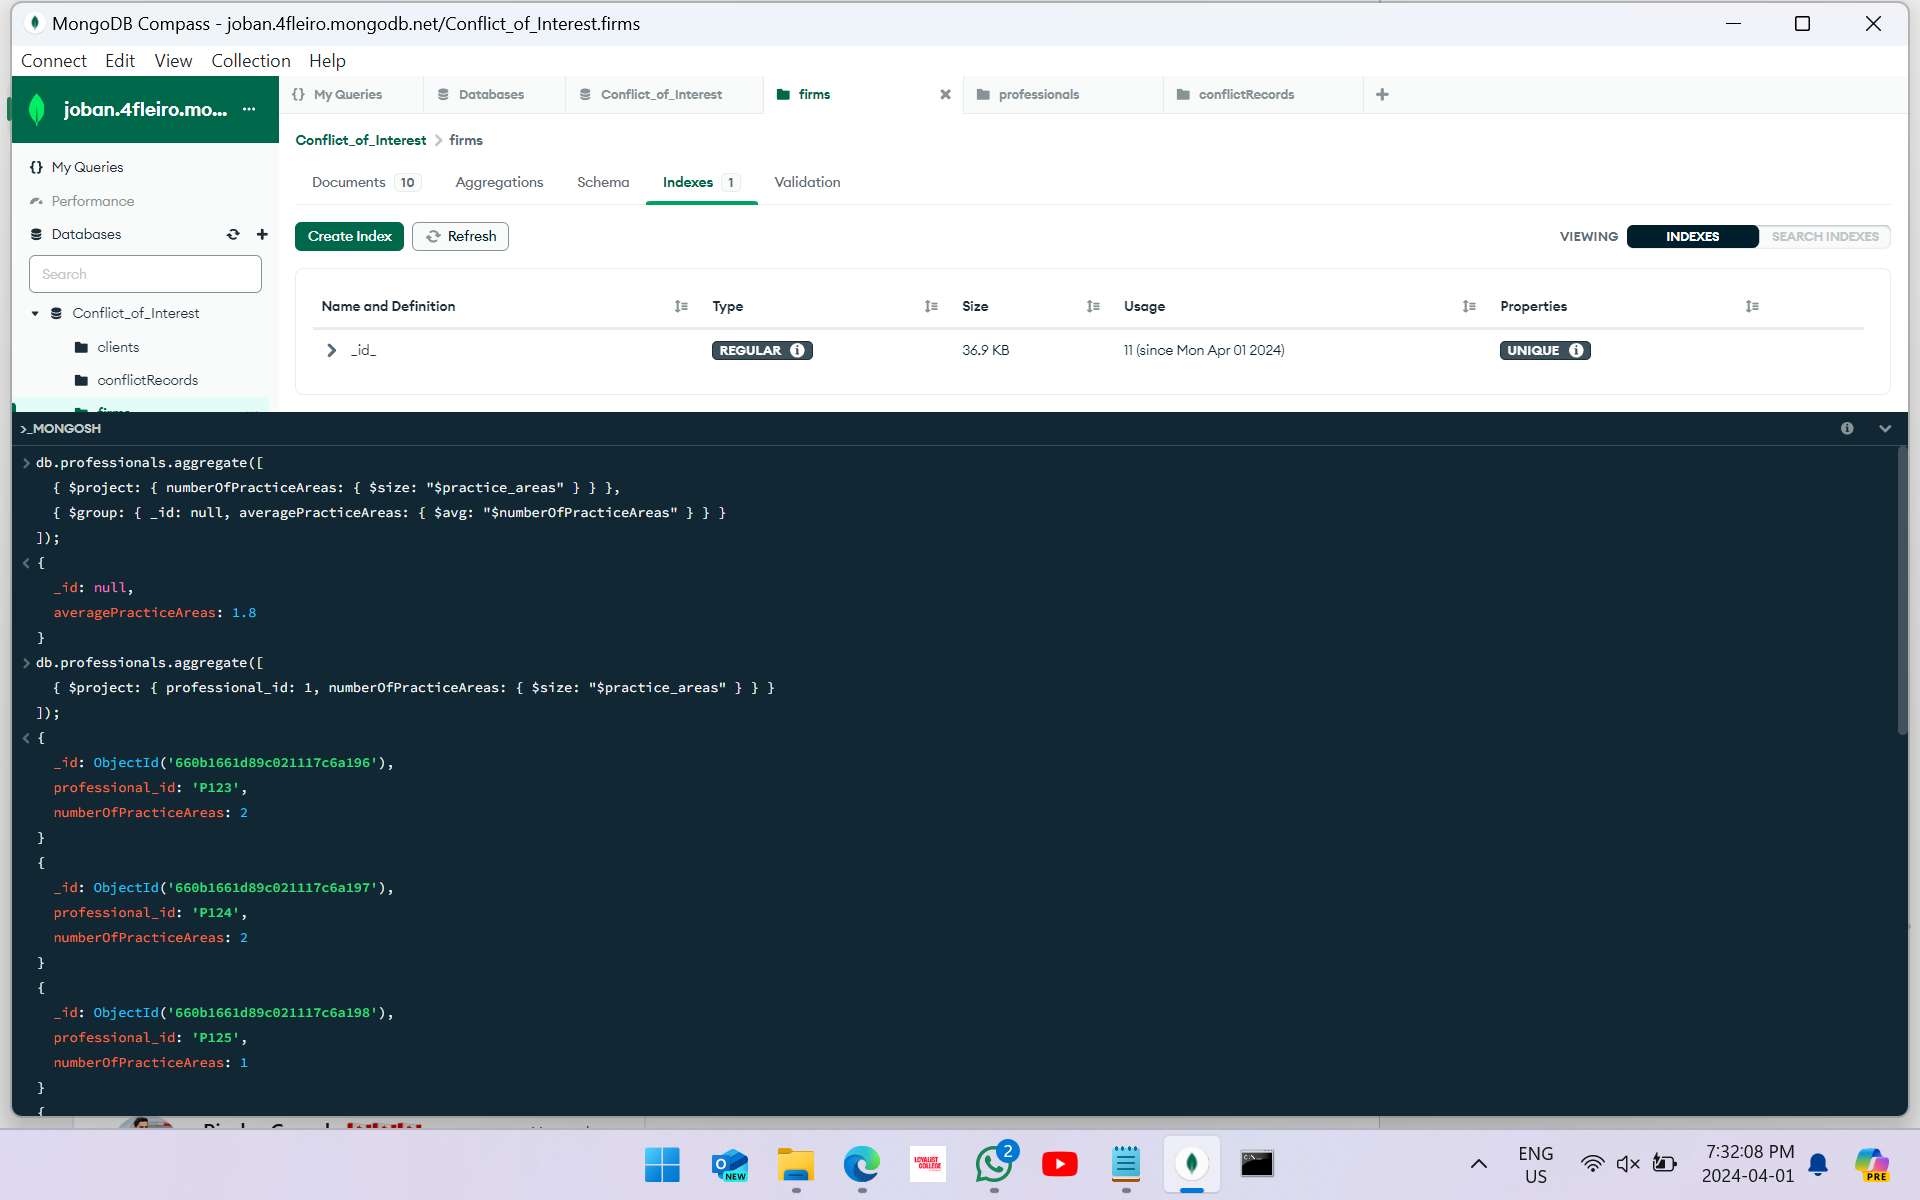 MongoDB Compass - joban.4fleiro.mongodb.net/Conflict_of_Interest.firms
Connect Edit View Collection Help
joban.4fleiro.mo... ...
{} My Queries
Performance
Databases
Search
Conflict_of_Interest
clients
conflictRecords
firms
{} My Queries Databases Conflict_of_Interest firms professionals conflictRecords
Conflict_of_Interest > firms
Documents 10 Aggregations Schema Indexes 1 Validation
Create Index Refresh VIEWING INDEXES SEARCH INDEXES
Name and Definition Type Size Usage Properties
_id_ REGULAR 36.9 KB 11 (since Mon Apr 01 2024) UNIQUE
>_MONGOSH
> db.professionals.aggregate([
{ $project: { numberOfPracticeAreas: { $size: "$practice_areas" } } },
{ $group: { _id: null, averagePracticeAreas: { $avg: "$numberOfPracticeAreas" } } }
]);
< {
_id: null,
averagePracticeAreas: 1.8
}
> db.professionals.aggregate([
{ $project: { professional_id: 1, numberOfPracticeAreas: { $size: "$practice_areas" } } }
]);
< {
_id: ObjectId('660b1661d89c021117c6a196'),
professional_id: 'P123',
numberOfPracticeAreas: 2
}
{
_id: ObjectId('660b1661d89c021117c6a197'),
professional_id: 'P124',
numberOfPracticeAreas: 2
}
{
_id: ObjectId('660b1661d89c021117c6a198'),
professional_id: 'P125',
numberOfPracticeAreas: 1
}
{
NEW
LOYALIST COLLEGE
2
ENG
US
7:32:08 PM
2024-04-01
PRE